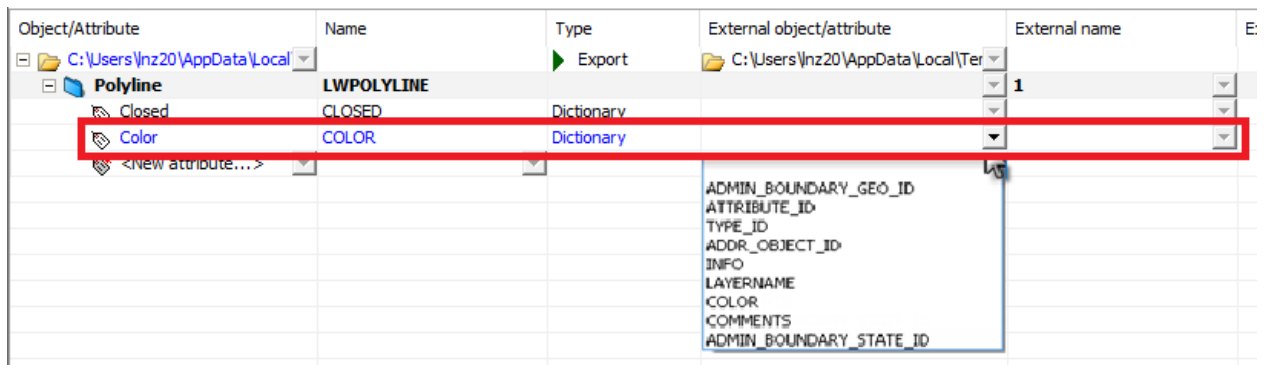 Object/Attribute Name Type External object/attribute External name E
C:\Users\lnz20\AppData\Local Export C:\Users\lnz20\AppData\Local\Ter
Polyline LWPOLYLINE 1
Closed CLOSED Dictionary
Color COLOR Dictionary
<New attribute...>
ADMIN_BOUNDARY_GEO_ID
ATTRIBUTE_ID
TYPE_ID
ADDR_OBJECT_ID
INFO
LAYERNAME
COLOR
COMMENTS
ADMIN_BOUNDARY_STATE_ID